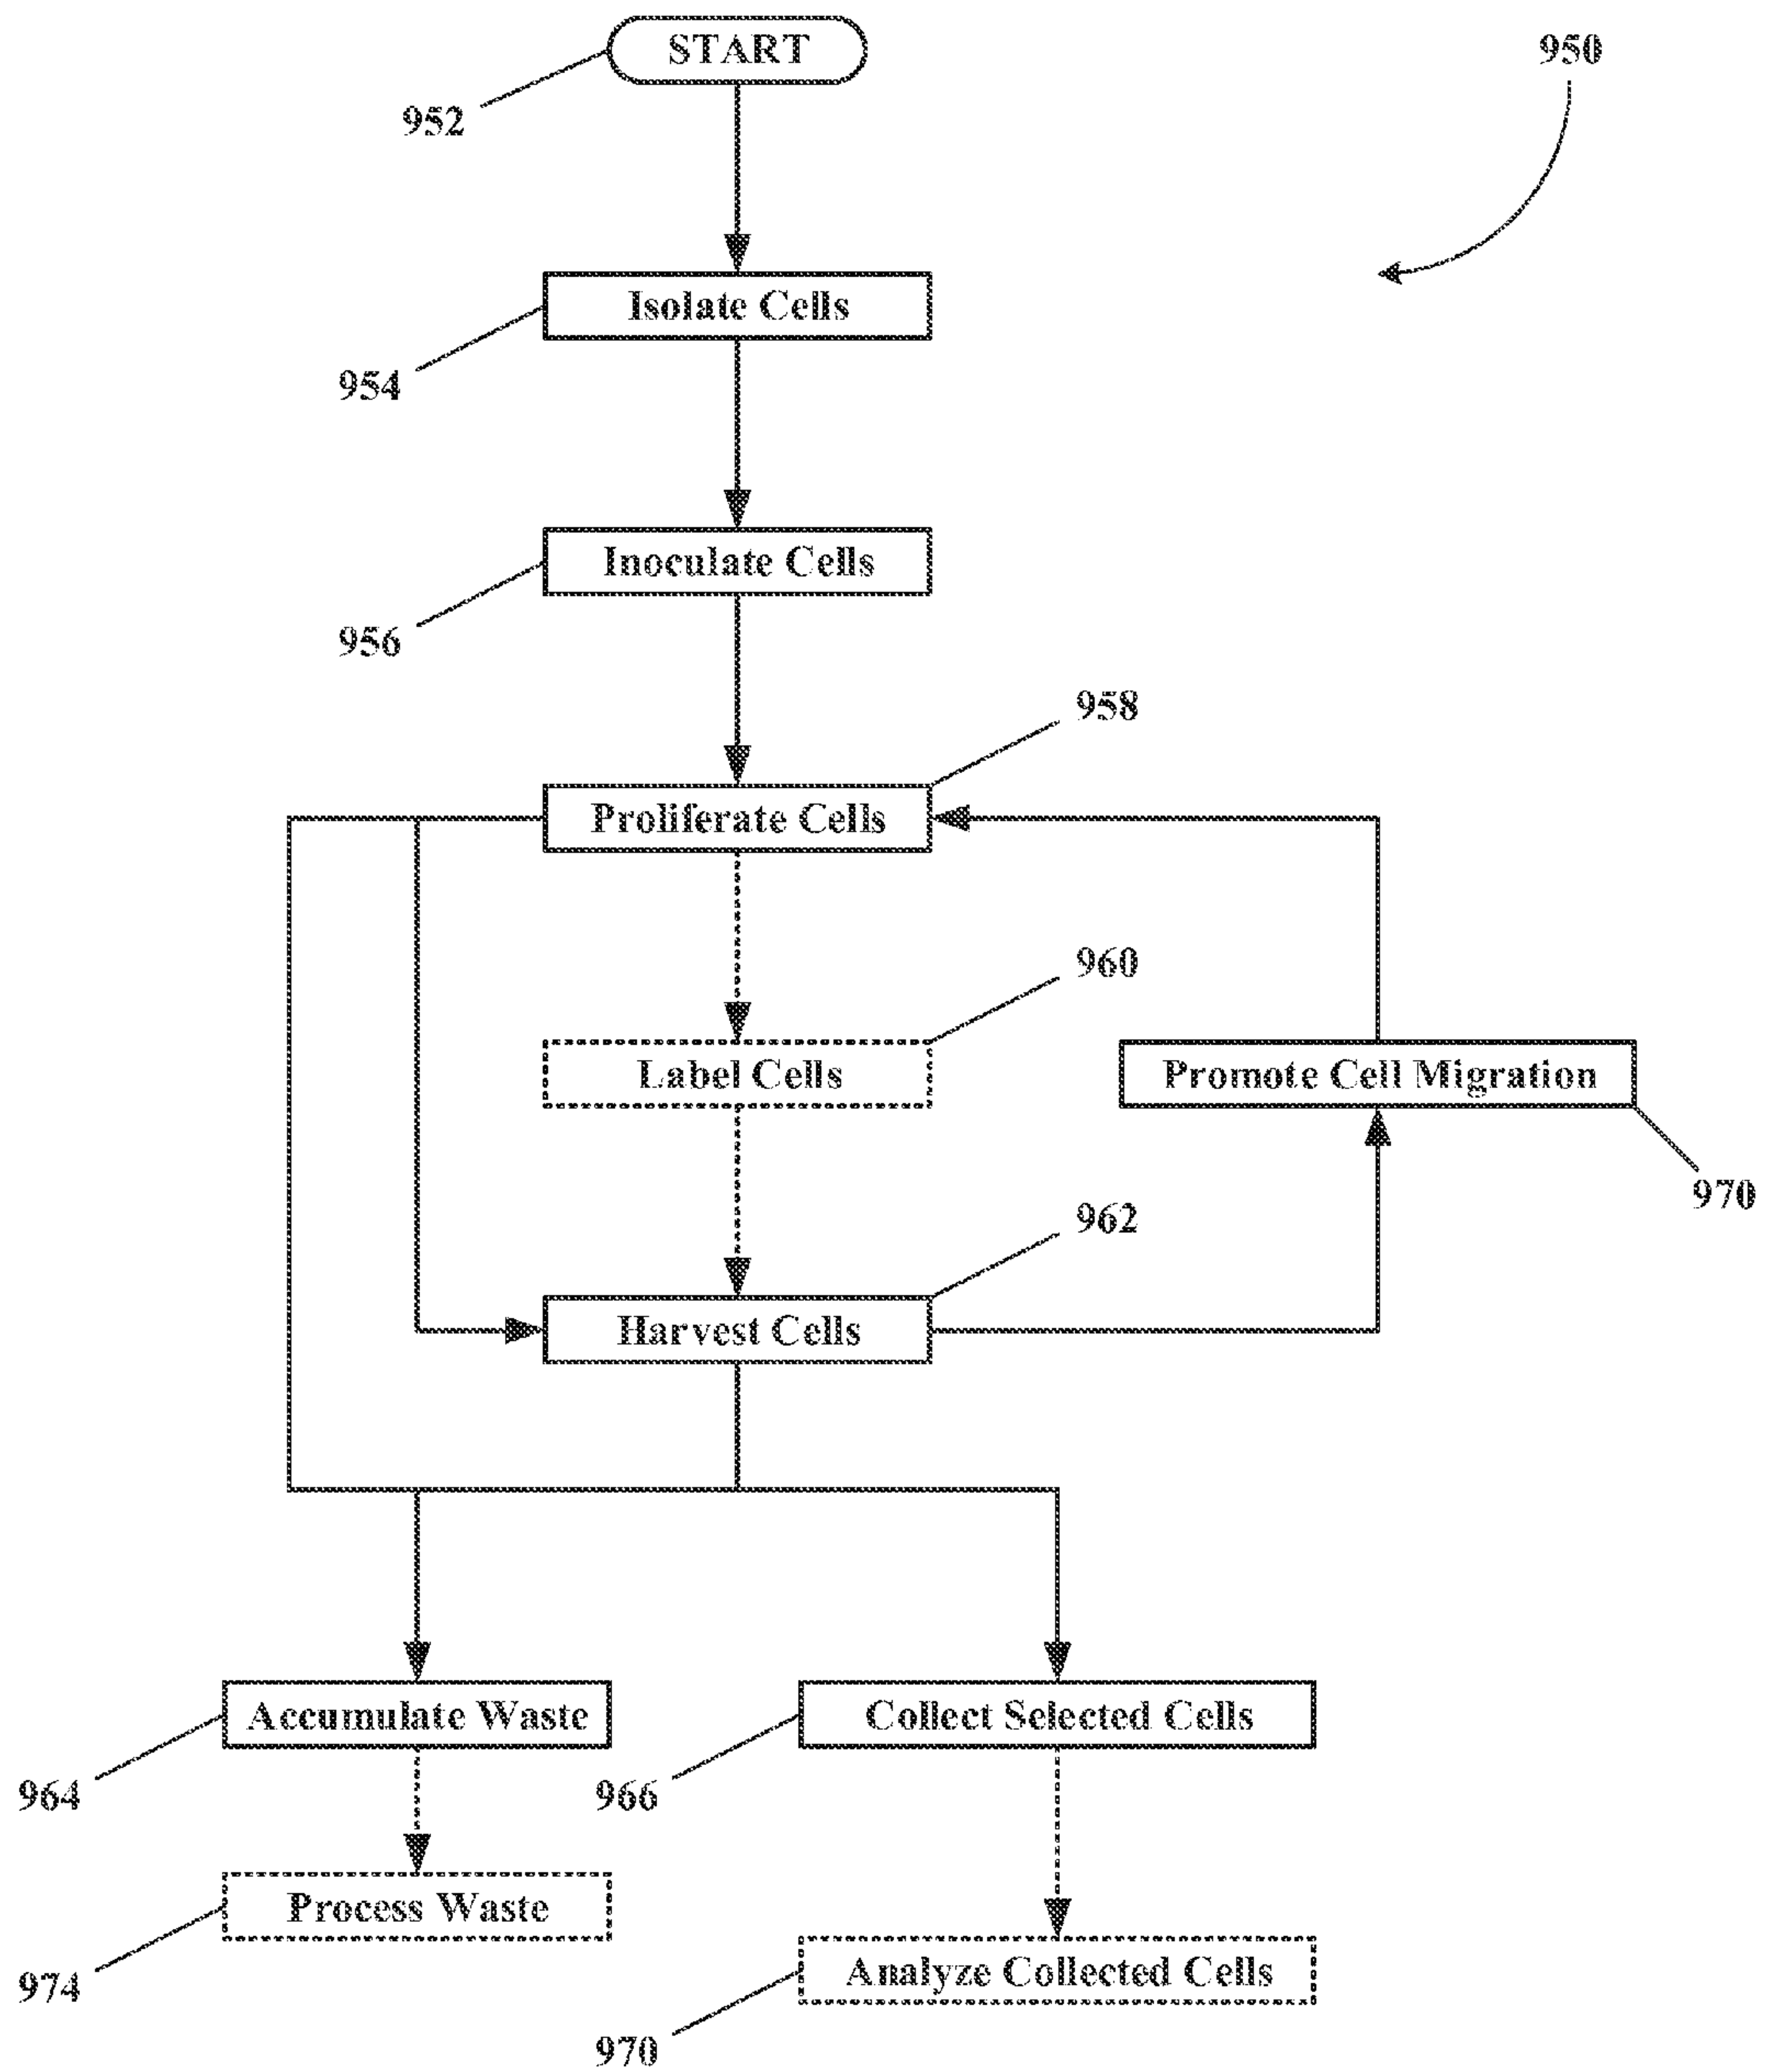 START
950
952
Isolate Cells
954
Inoculate Cells
956
958
Proliferate Cells
960
Label Cells
Promote Cell Migration
970
962
Harvest Cells
Accumulate Waste
Collect Selected Cells
964
966
Process Waste
974
Analyze Collected Cells
970